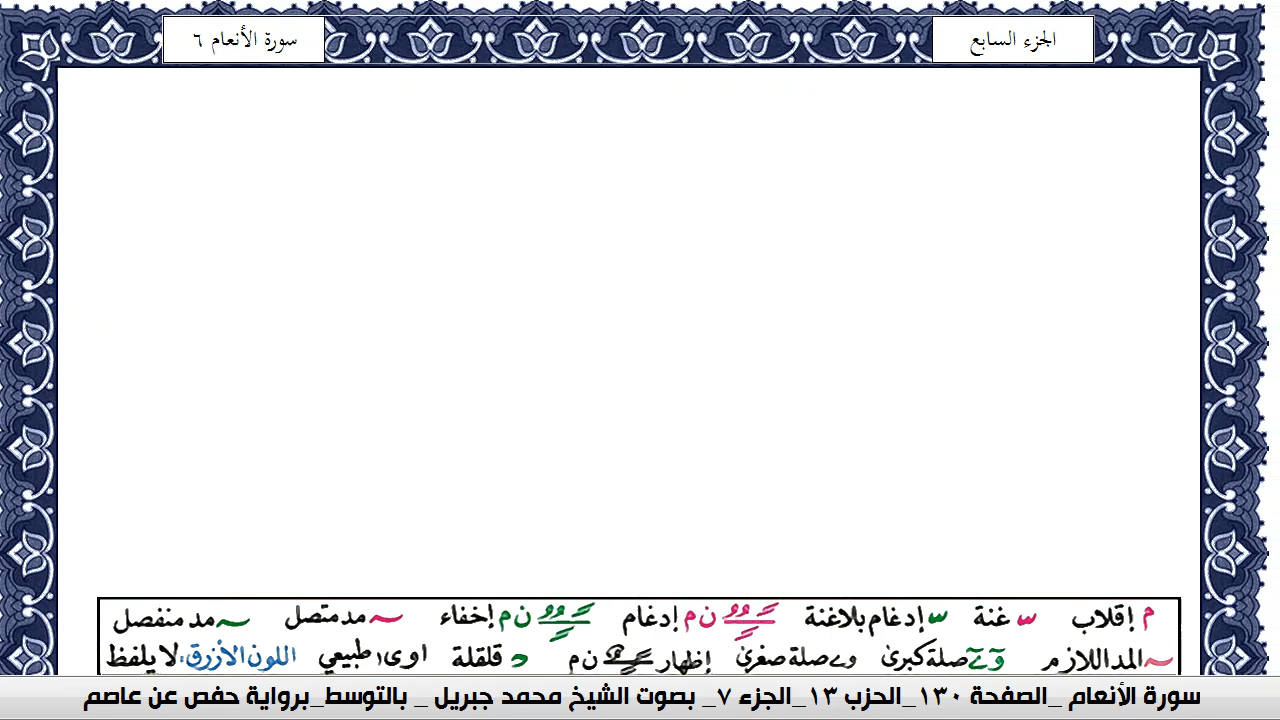 الجزء السابع
سورة الأنعام ٦
م إقلاب س غنة س إدغام بلاغنة ن م إدغام ن م إخفاء مد متصل مد منفصل
المد اللازم صلة كبرى صلة صغرى إظهار ن م د قلقلة اوى طبيعي اللون الأزرق: لا يلفظ
سورة الأنعام _الصفحة ١٣٠_الحزب ١٣_الجزء ٧_ بصوت الشيخ محمد جبريل _ بالتوسط_برواية حفص عن عاصم